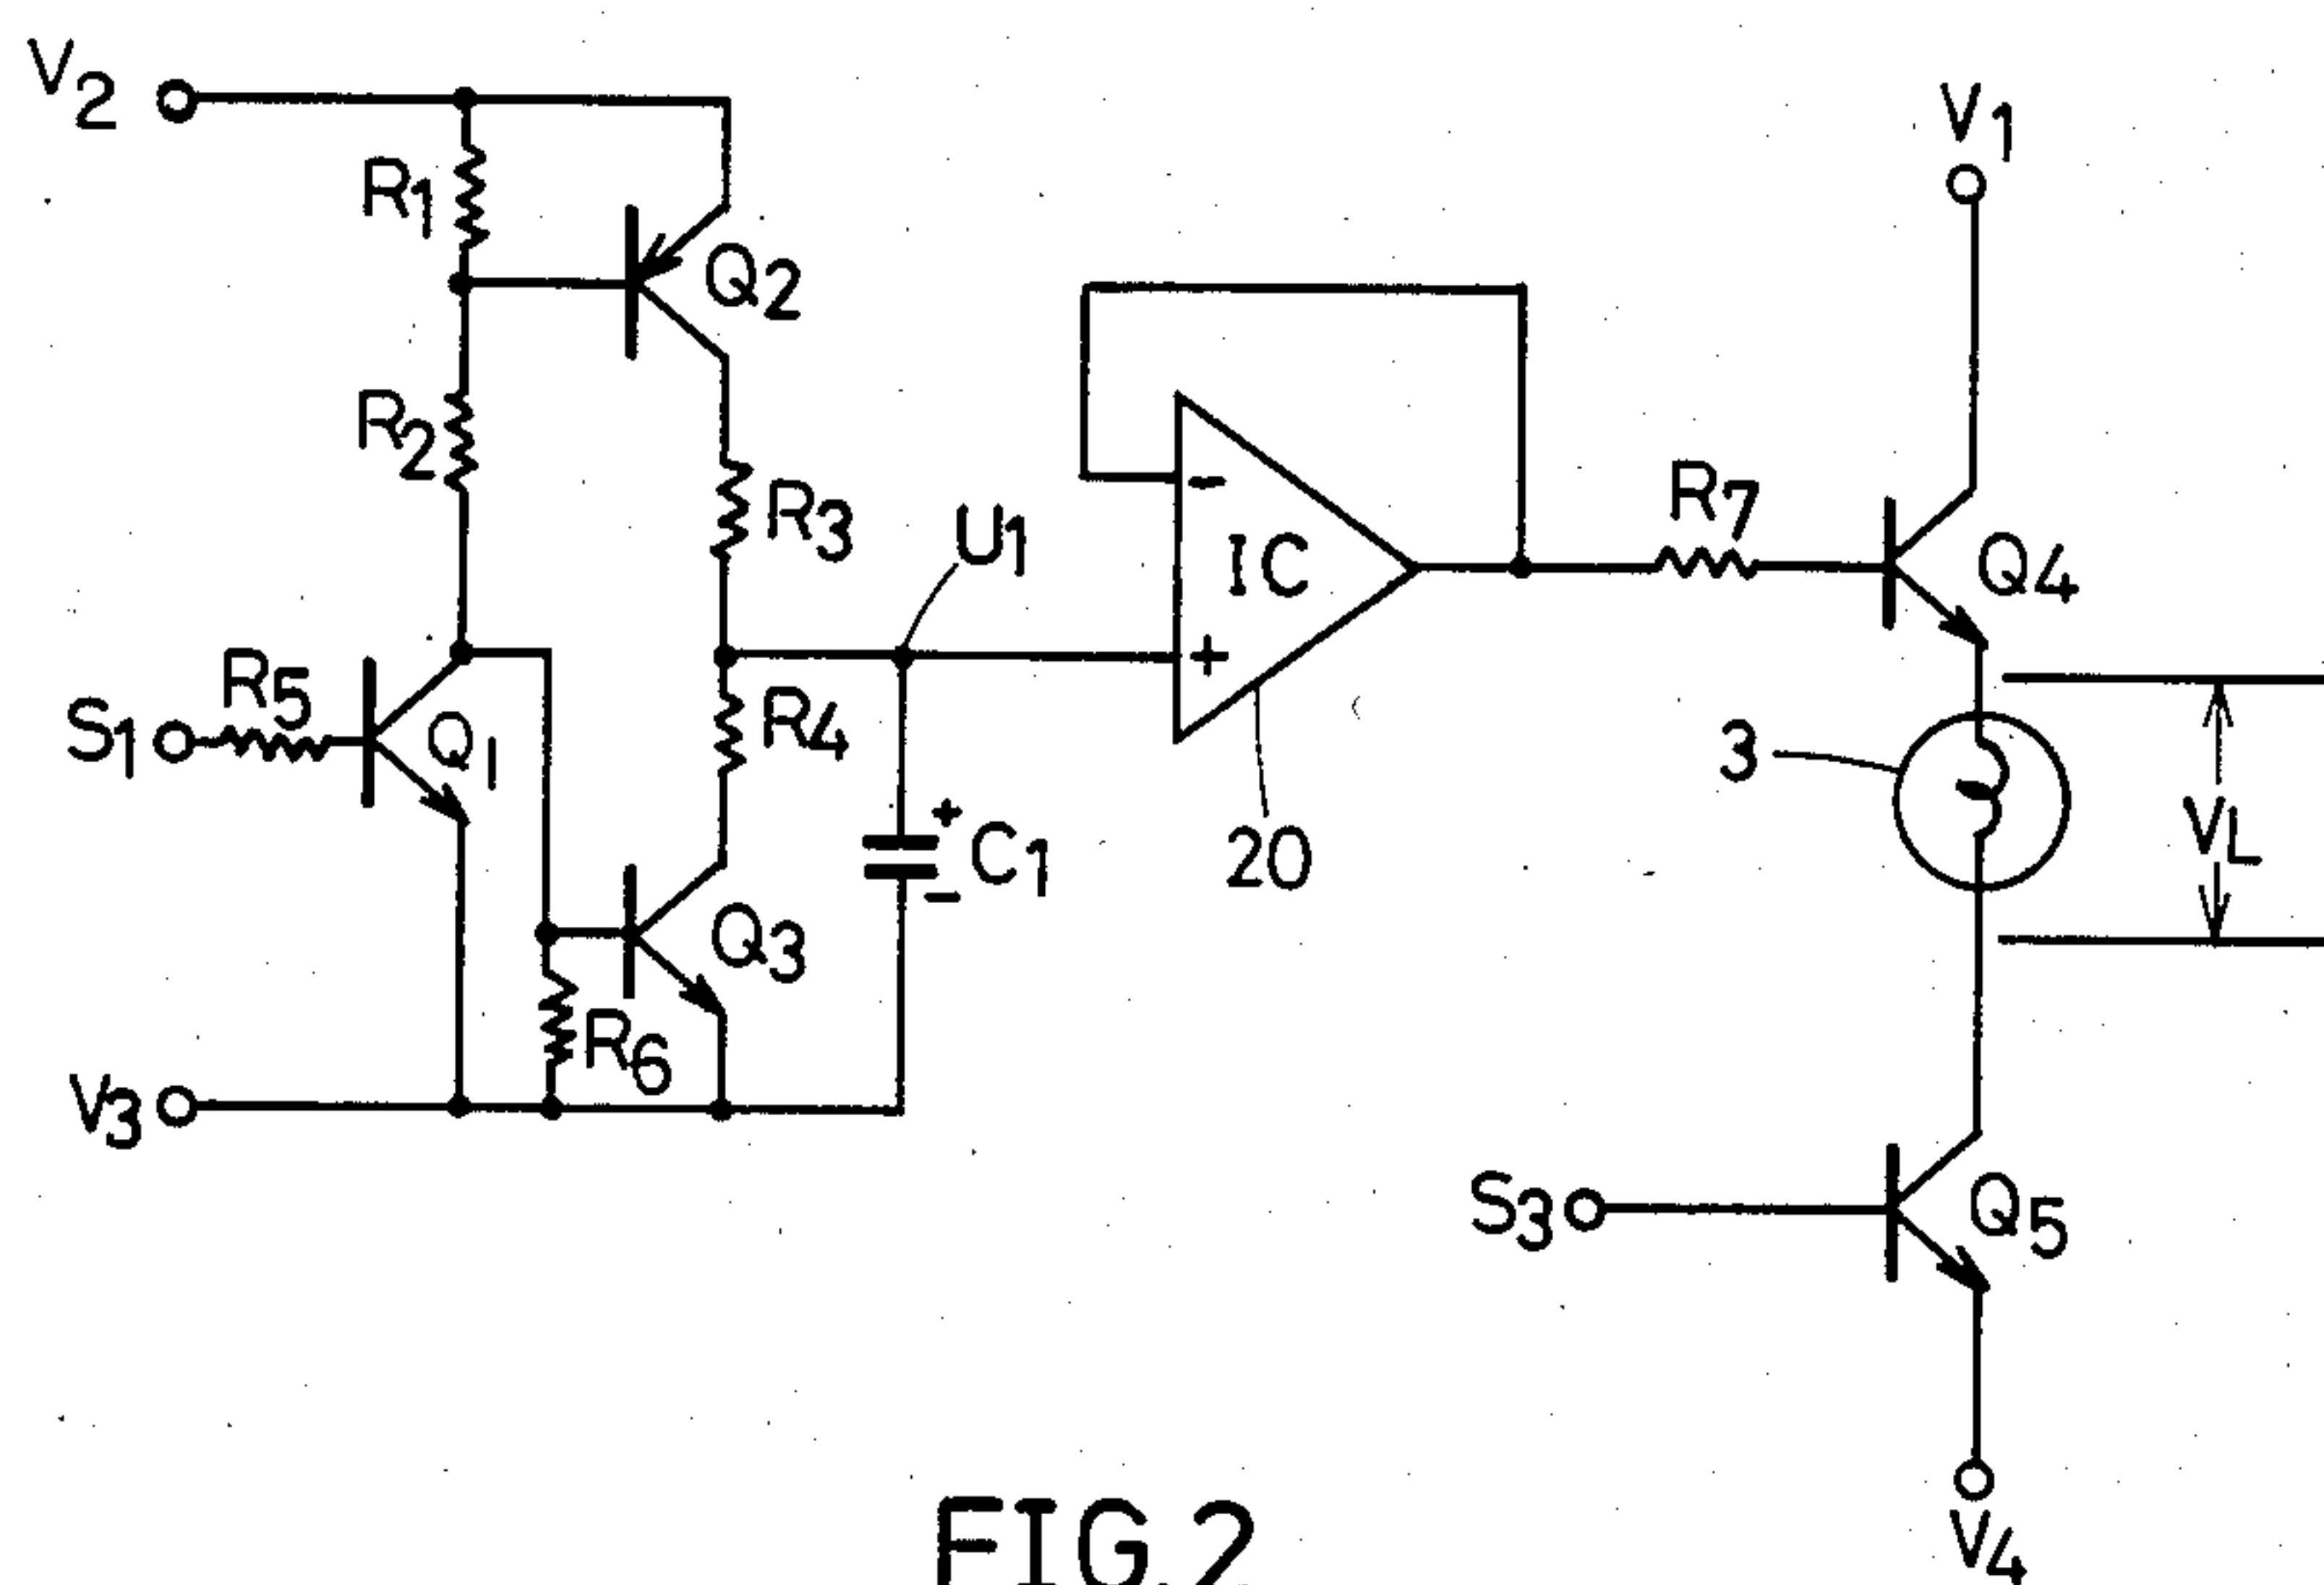 V2
V1
R1
Q2
R2
R3
U1
-
IC
R7
Q4
+
R5
S1
Q1
R4
3
VL
+
C1
-
20
Q3
R6
V3
S3
Q5
V4
FIG.2